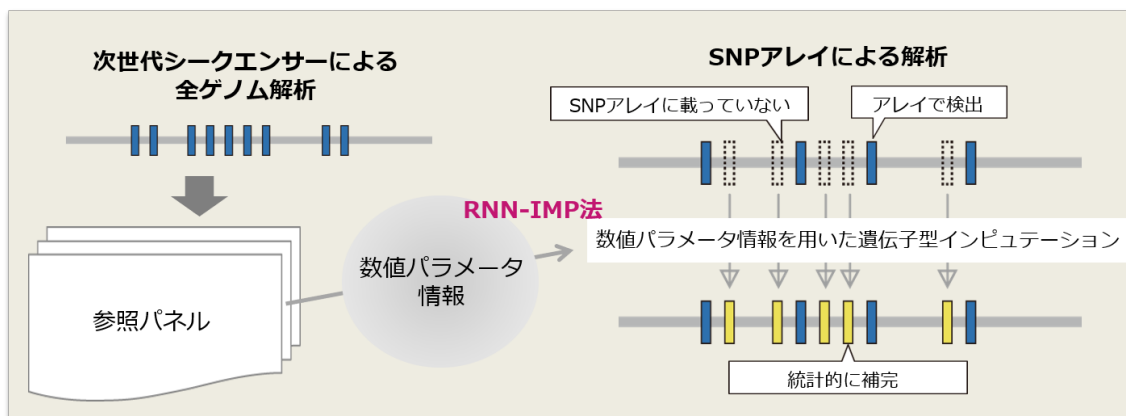 次世代シークエンサーによる
全ゲノム解析
参照パネル
RNN-IMP法
数値パラメータ
情報
SNPアレイによる解析
SNPアレイに載っていない
アレイで検出
数値パラメータ情報を用いた遺伝子型インピュテーション
統計的に補完